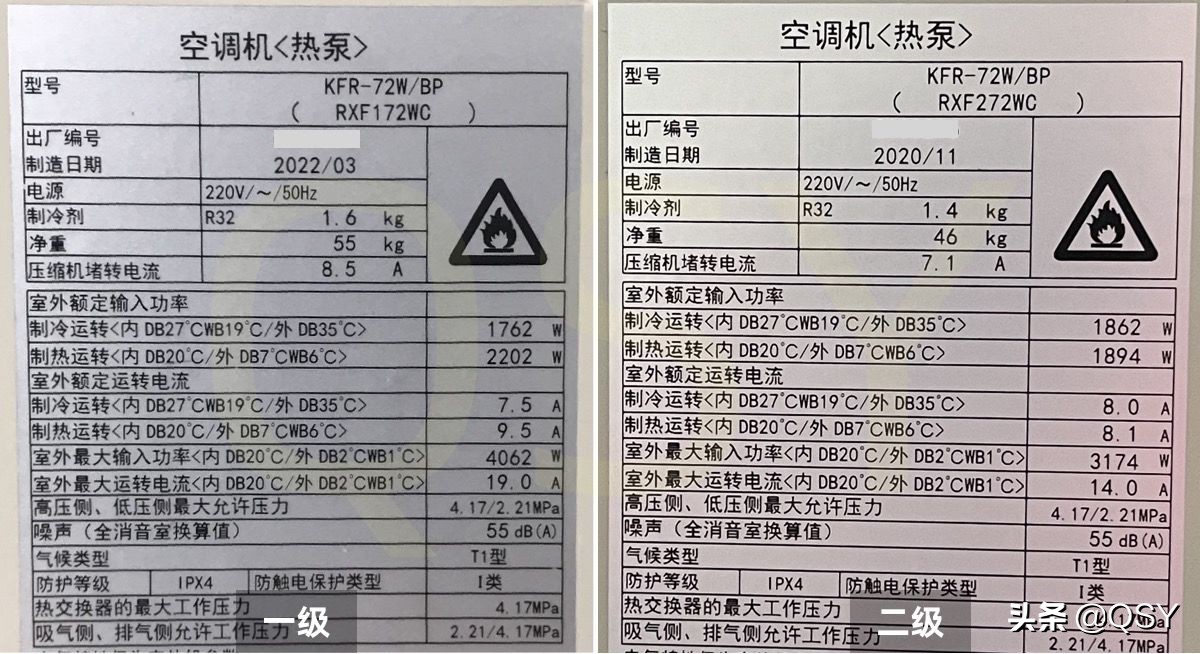 空调机<热泵>
型号 KFR-72W/BP
( RXF172WC )
出厂编号
制造日期 2022/03
电源 220V/～/50Hz
制冷剂 R32 1.6 kg
净重 55 kg
压缩机堵转电流 8.5 A
室外额定输入功率
制冷运转<内 DB27℃WB19℃/外 DB35℃> 1762 W
制热运转<内 DB20℃/外 DB7℃WB6℃> 2202 W
室外额定运转电流
制冷运转<内 DB27℃WB19℃/外 DB35℃> 7.5 A
制热运转<内 DB20℃/外 DB7℃WB6℃> 9.5 A
室外最大输入功率<内 DB20℃/外 DB2℃WB1℃> 4062 W
室外最大运转电流<内 DB20℃/外 DB2℃WB1℃> 19.0 A
高压侧、低压侧最大允许压力 4.17/2.21MPa
噪声（全消音室换算值） 55 dB(A)
气候类型 T1型
防护等级 IPX4 防触电保护类型 I类
热交换器的最大工作压力 4.17MPa
吸气侧、排气侧允许工作压力 2.21/4.17MPa
一级
空调机<热泵>
型号 KFR-72W/BP
( RXF272WC )
出厂编号
制造日期 2020/11
电源 220V/～/50Hz
制冷剂 R32 1.4 kg
净重 46 kg
压缩机堵转电流 7.1 A
室外额定输入功率
制冷运转<内 DB27℃WB19℃/外 DB35℃> 1862 W
制热运转<内 DB20℃/外 DB7℃WB6℃> 1894 W
室外额定运转电流
制冷运转<内 DB27℃WB19℃/外 DB35℃> 8.0 A
制热运转<内 DB20℃/外 DB7℃WB6℃> 8.1 A
室外最大输入功率<内 DB20℃/外 DB2℃WB1℃> 3174 W
室外最大运转电流<内 DB20℃/外 DB2℃WB1℃> 14.0 A
高压侧、低压侧最大允许压力 4.17/2.21MPa
噪声（全消音室换算值） 55 dB(A)
气候类型 T1型
防护等级 IPX4 防触电保护类型 I类
热交换器的最大工作压力
吸气侧、排气侧允许工作压力 2.21/4.17MPa
二级
头条 @QSY